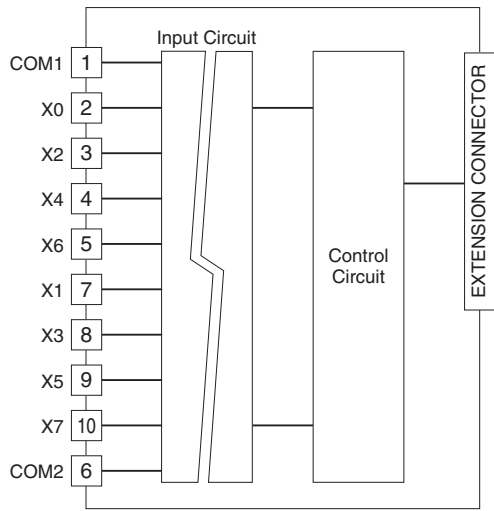 Input Circuit
COM1 1
X0 2
X2 3
X4 4
X6 5
X1 7
X3 8
X5 9
X7 10
COM2 6
Control
Circuit
EXTENSION CONNECTOR